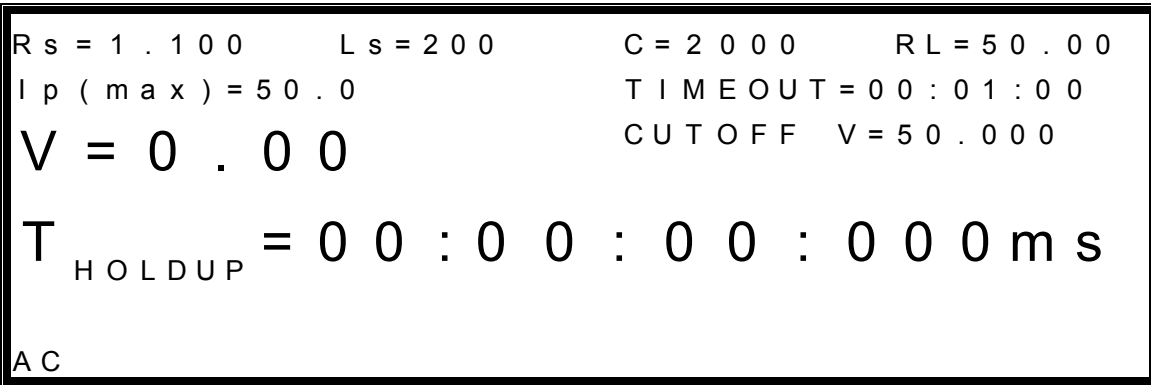 Rs=1.100 Ls=200 C=2000 RL=50.00
Ip(max)=50.0 TIMEOUT=00:01:00
V=0.00 CUTOFF V=50.000
THOLDUP=00:00:00:000ms
AC